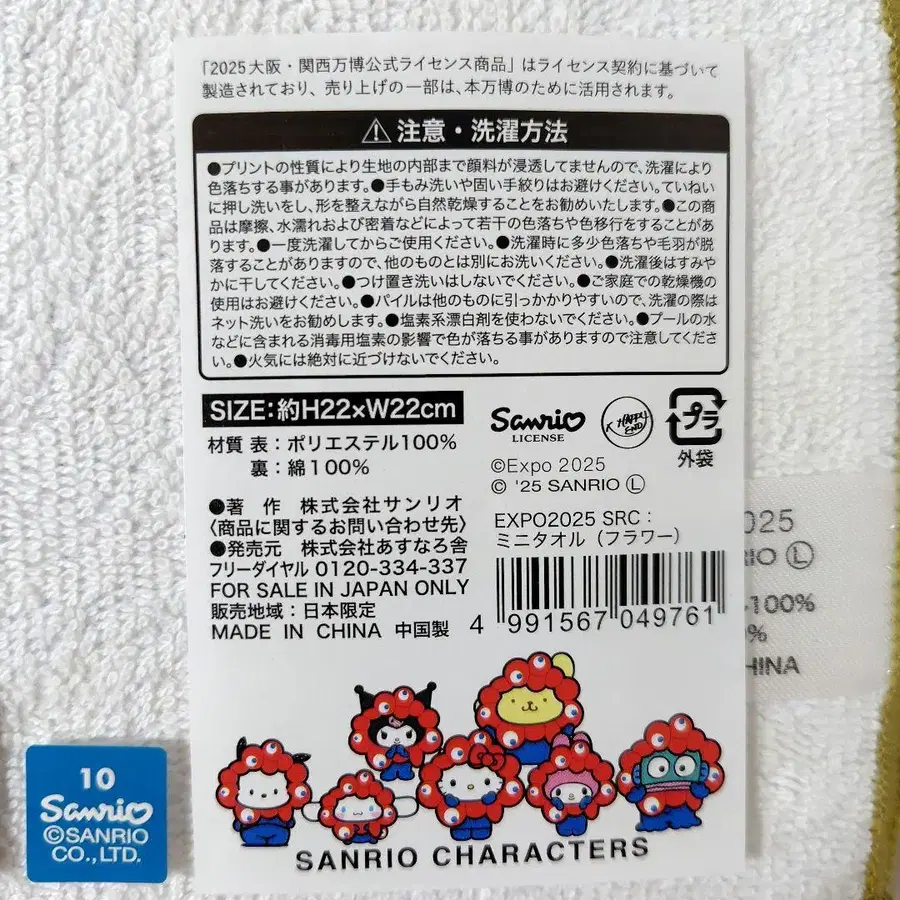 「2025大阪・関西万博公式ライセンス商品」はライセンス契約に基づいて
製造されており、売り上げの一部は、本万博のために活用されます。
注意・洗濯方法
●プリントの性質により生地の内部まで顔料が浸透してませんので、洗濯により
色落ちする事があります。●手もみ洗いや固い手絞りはお避けください。ていねい
に押し洗いをし、形を整えながら自然乾燥することをお勧めいたします。●この商
品は摩擦、水濡れおよび密着などによって若干の色落ちや色移行をすることがあ
ります。●一度洗濯してからご使用ください。●洗濯時に多少色落ちや毛羽が脱
落することがありますので、他のものとは別にお洗いください。●洗濯後はすみや
かに干してください。●つけ置き洗いはしないでください。●ご家庭での乾燥機の
使用はお避けください。●パイルは他のものに引っかかりやすいので、洗濯の際は
ネット洗いをお勧めします。●塩素系漂白剤を使わないでください。●プールの水
などに含まれる消毒用塩素の影響で色が落ちる事がありますので注意してくださ
い。●火気には絶対に近づけないでください。
SIZE:約H22×W22cm
材質 表:ポリエステル100%
裏:綿100%
●著 作 株式会社サンリオ
〈商品に関するお問い合わせ先〉
●発売元 株式会社あすなろ舎
フリーダイヤル 0120-334-337
FOR SALE IN JAPAN ONLY
販売地域:日本限定
MADE IN CHINA 中国製
Sanrio
LICENSE
HAPPY END
プラ
外袋
©Expo 2025
© '25 SANRIO Ⓛ
EXPO2025 SRC:
ミニタオル(フラワー)
4 991567 049761
SANRIO CHARACTERS
10
Sanrio
©SANRIO
CO.,LTD.
025
IO Ⓛ
100%
%
HINA